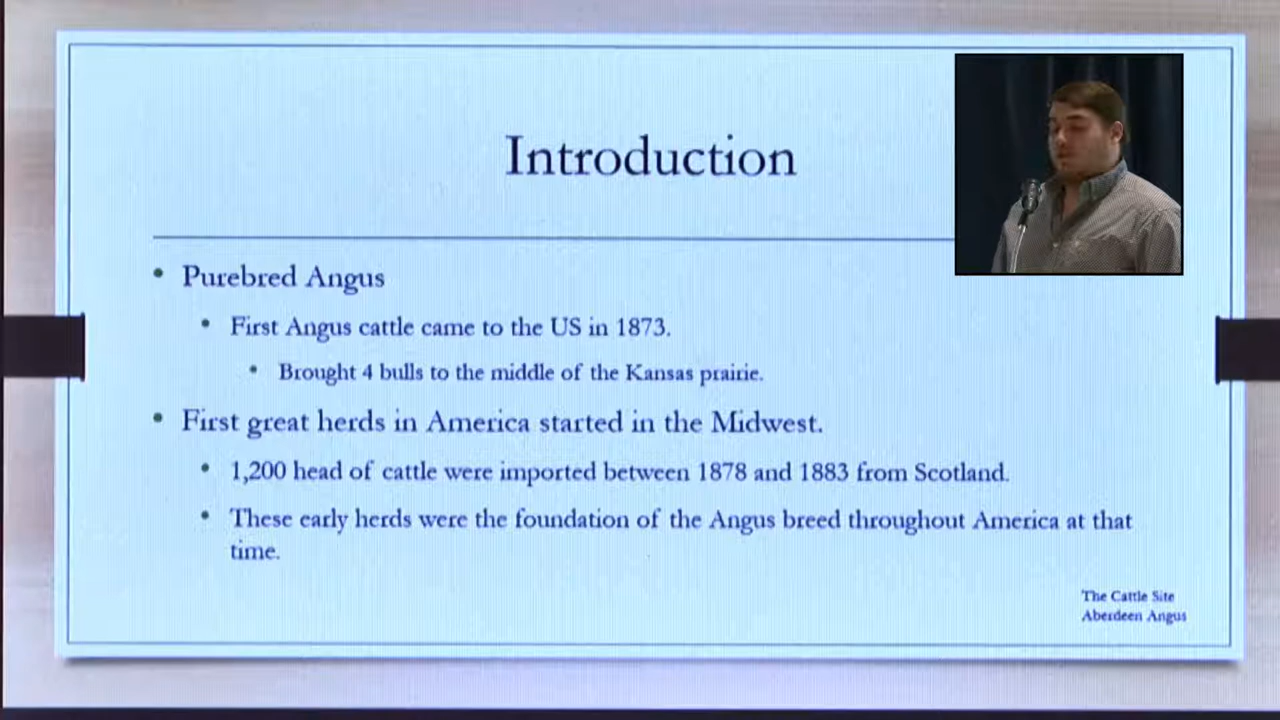 Introduction
• Purebred Angus
• First Angus cattle came to the US in 1873.
• Brought 4 bulls to the middle of the Kansas prairie.
• First great herds in America started in the Midwest.
• 1,200 head of cattle were imported between 1878 and 1883 from Scotland.
• These early herds were the foundation of the Angus breed throughout America at that
time.
The Cattle Site
Aberdeen Angus